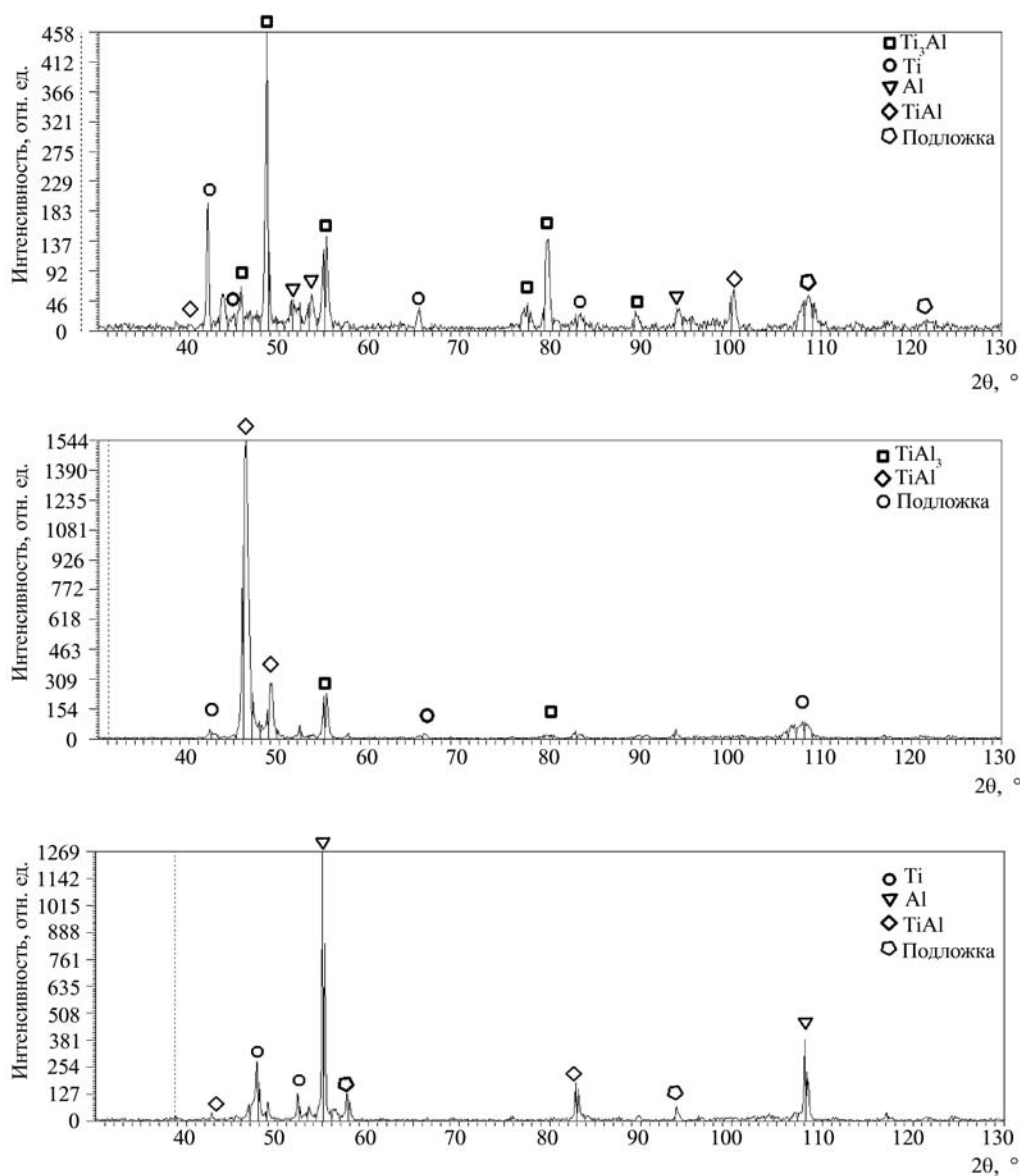 Интенсивность, отн. ед.
458
412
366
321
275
229
183
137
92
46
0
Ti₃Al
Ti
Al
TiAl
Подложка
40 50 60 70 80 90 100 110 120 130
2θ, °
Интенсивность, отн. ед.
1544
1390
1235
1081
926
772
618
463
309
154
0
TiAl₃
TiAl
Подложка
40 50 60 70 80 90 100 110 120 130
2θ, °
Интенсивность, отн. ед.
1269
1142
1015
888
761
635
508
381
254
127
0
Ti
Al
TiAl
Подложка
40 50 60 70 80 90 100 110 120 130
2θ, °